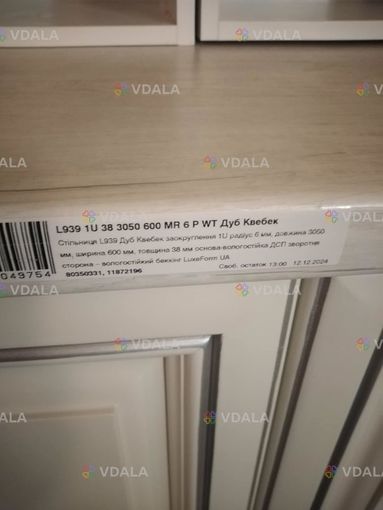 VDALA VDALA VDALA
VDALA VDALA
VDALA VDALA VDALA
L939 1U 38 3050 600 MR 6 P WT Дуб Квебек
Стільниця L939 Дуб Квебек заокруглення 1U радіус 6 мм, довжина 3050
мм, ширина 600 мм, товщина 38 мм основа-вологостійка ДСП зворотня
сторона – вологостійкий беккінг LuxeForm UA
043754
80350331, 11872196
Своб. остаток 13:00 12.12.2024
VDALA VDALA
VDALA VDALA VDALA
VDALA VDALA
VDALA VDALA VDALA